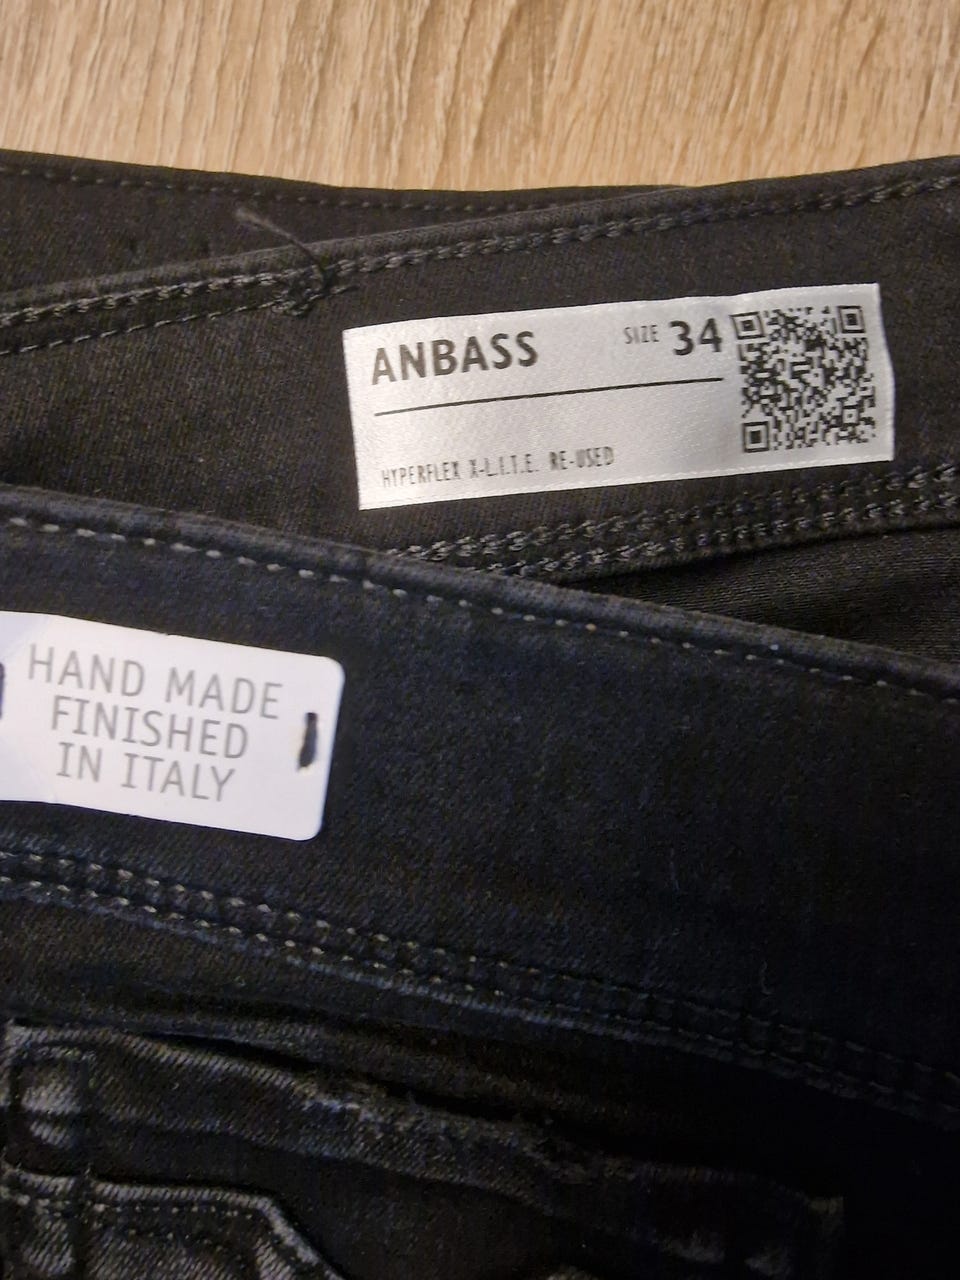 ANBASS SIZE 34
HYPERFLEX X-L.I.T.E. RE-USED
HAND MADE
FINISHED
IN ITALY